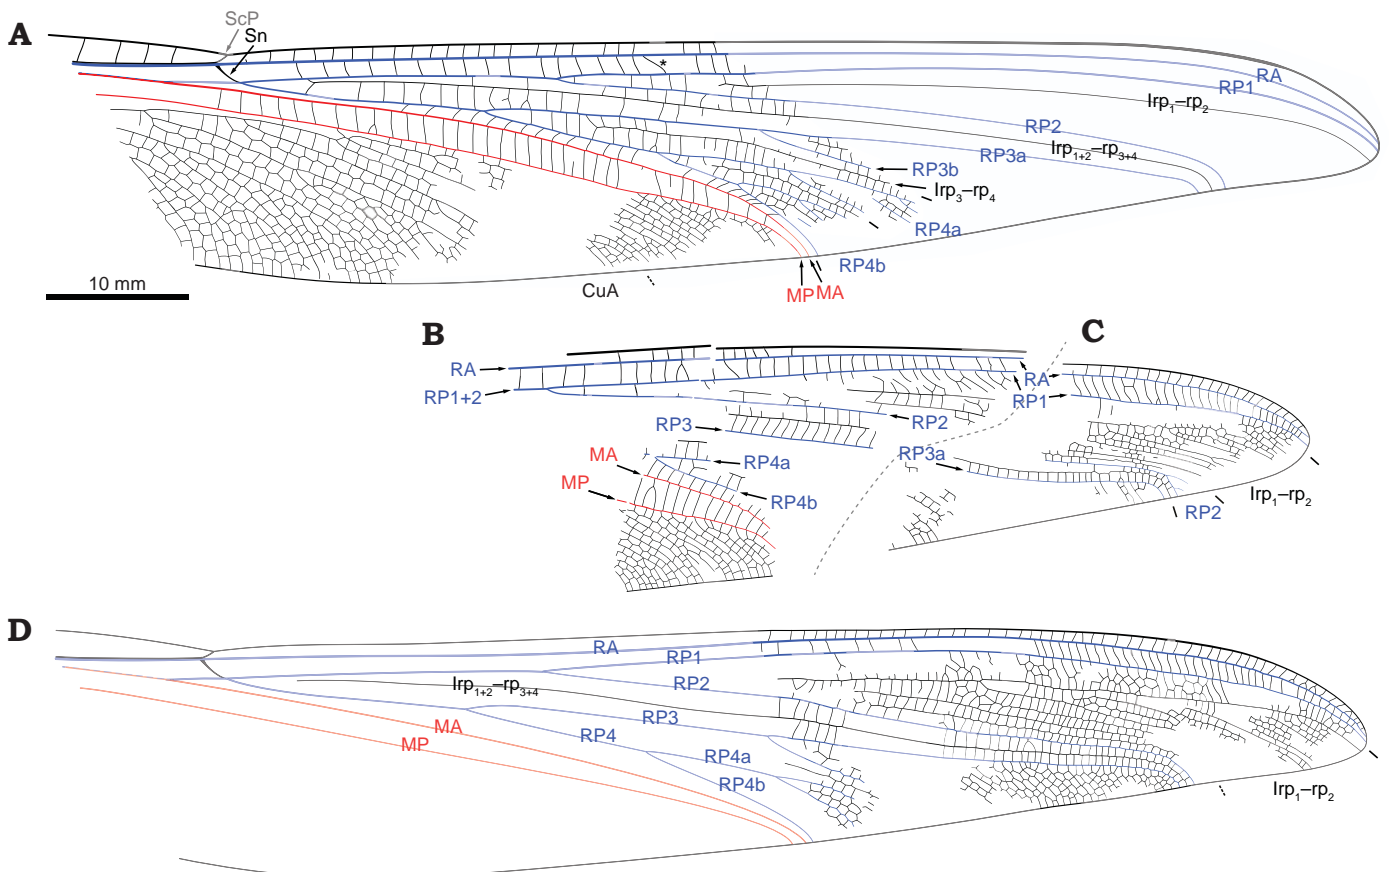 A
ScP
Sn
*
RA
RP1
Irp1–rp2
RP2
Irp1+2–rp3+4
RP3a
RP3b
Irp3–rp4
RP4a
RP4b
10 mm
CuA
MP MA
B
C
RA
RA
RP1+2
RP1
RP2
RP3
MA
RP4a
RP3a
MP
RP4b
Irp1–rp2
RP2
D
RA
RP1
RP2
Irp1+2–rp3+4
RP3
MA
RP4
MP
RP4a
RP4b
Irp1–rp2